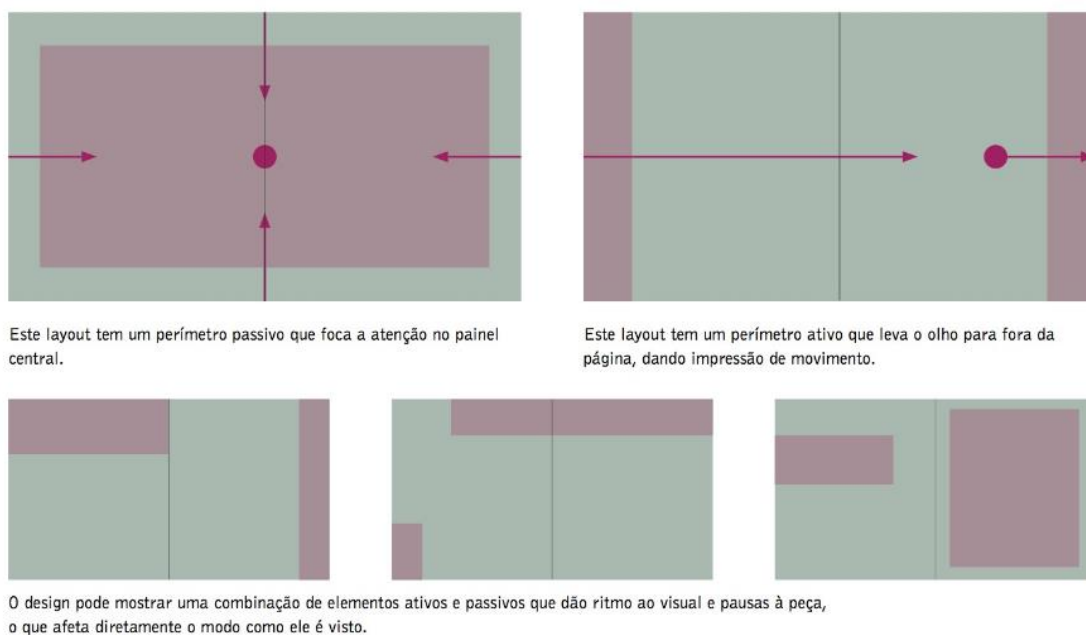 Este layout tem um perímetro passivo que foca a atenção no painel
central.
Este layout tem um perímetro ativo que leva o olho para fora da
página, dando impressão de movimento.
O design pode mostrar uma combinação de elementos ativos e passivos que dão ritmo ao visual e pausas à peça,
o que afeta diretamente o modo como ele é visto.